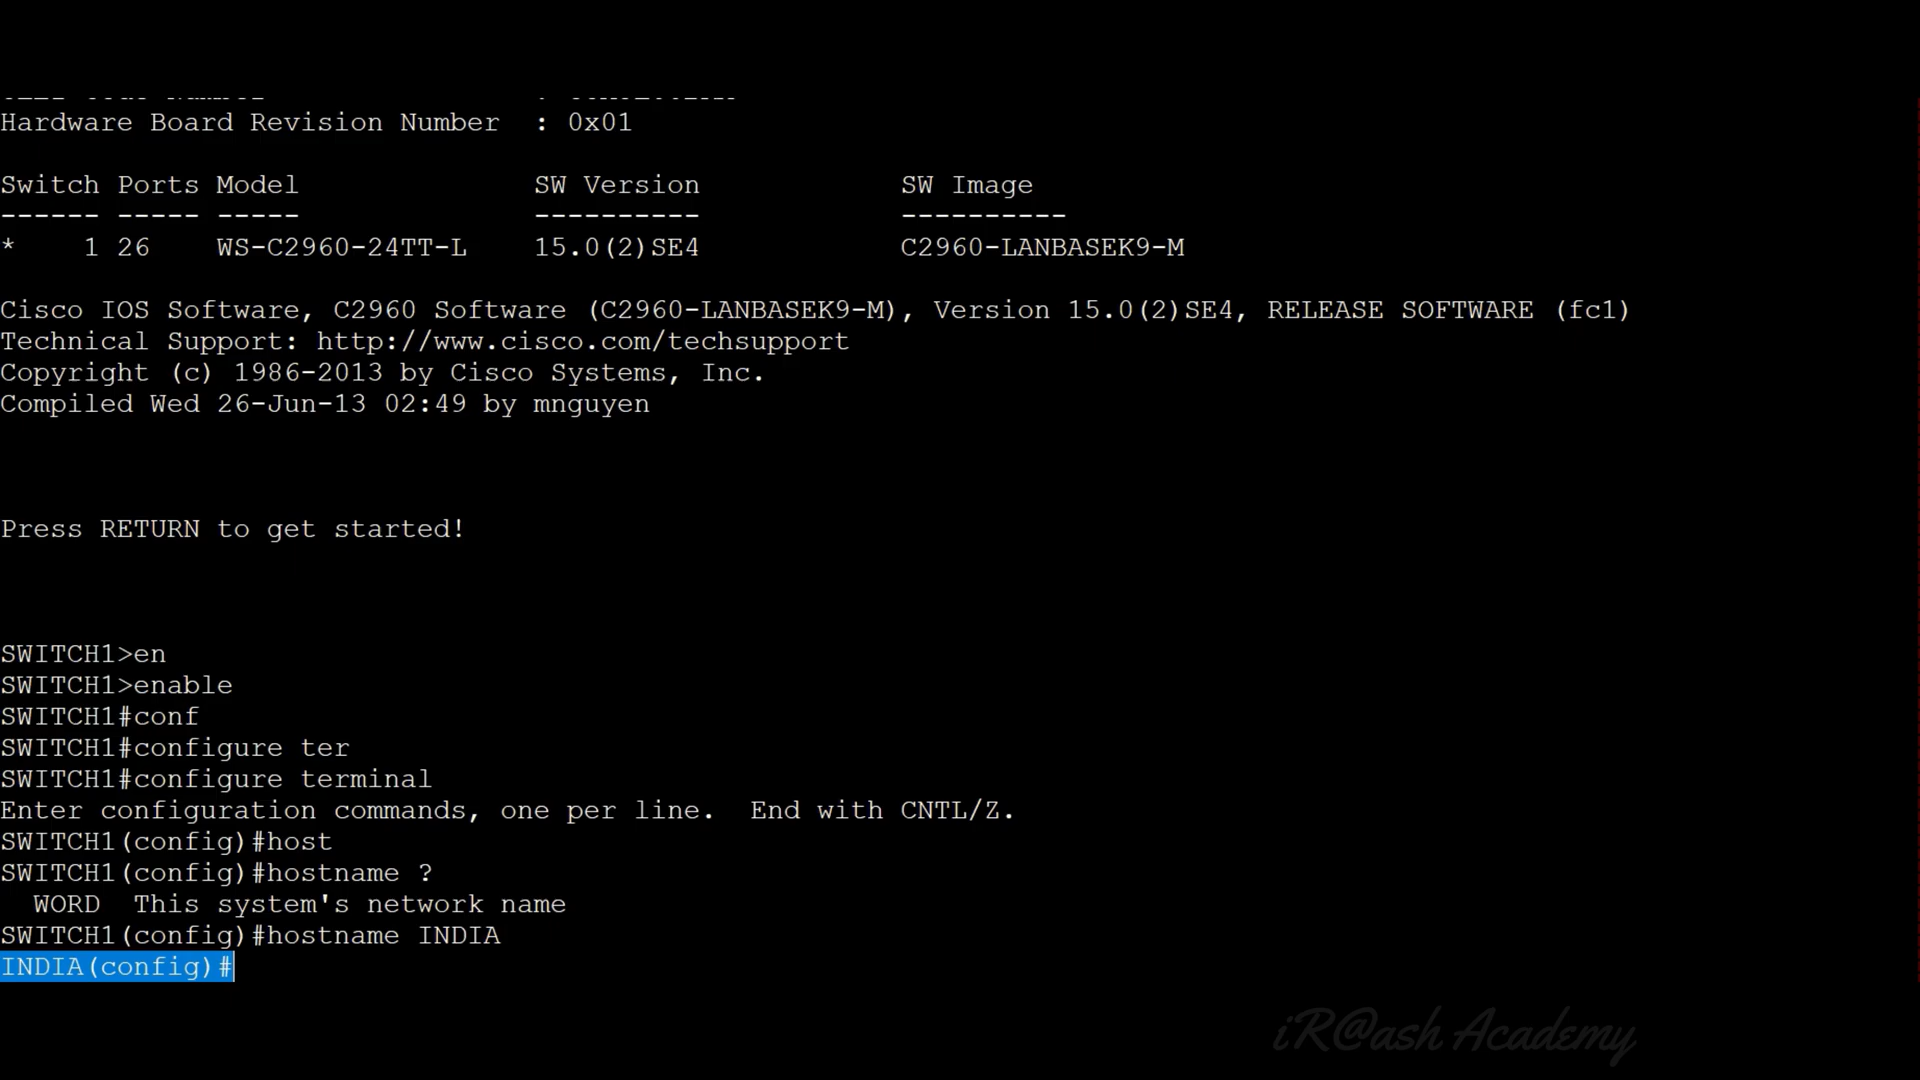 Hardware Board Revision Number  : 0x01
Switch Ports Model              SW Version            SW Image
------ ----- -----              ----------            ----------
*    1 26    WS-C2960-24TT-L    15.0(2)SE4            C2960-LANBASEK9-M
Cisco IOS Software, C2960 Software (C2960-LANBASEK9-M), Version 15.0(2)SE4, RELEASE SOFTWARE (fc1)
Technical Support: http://www.cisco.com/techsupport
Copyright (c) 1986-2013 by Cisco Systems, Inc.
Compiled Wed 26-Jun-13 02:49 by mnguyen
Press RETURN to get started!
SWITCH1>en
SWITCH1>enable
SWITCH1#conf
SWITCH1#configure ter
SWITCH1#configure terminal
Enter configuration commands, one per line.  End with CNTL/Z.
SWITCH1(config)#host
SWITCH1(config)#hostname ?
  WORD  This system's network name
SWITCH1(config)#hostname INDIA
INDIA(config)#
iR@ash Academy